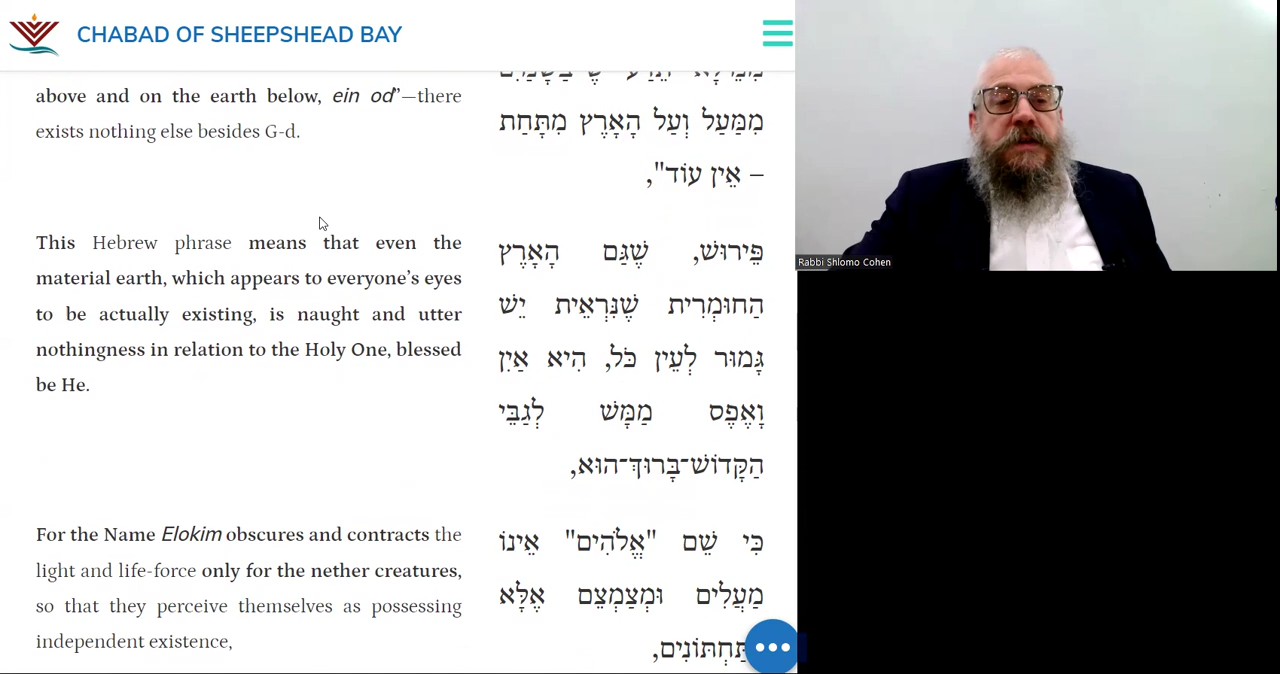 CHABAD OF SHEEPSHEAD BAY
above and on the earth below, ein od”—there
exists nothing else besides G-d.
מִמַּעַל וְעַל הָאָרֶץ מִתָּחַת
– אֵין עוֹד",
This Hebrew phrase means that even the
material earth, which appears to everyone’s eyes
to be actually existing, is naught and utter
nothingness in relation to the Holy One, blessed
be He.
פֵּירוּשׁ, שֶׁגַּם הָאָרֶץ
הַחוּמְרִית שֶׁנִּרְאֵית יֵשׁ
גָּמוּר לְעֵין כֹּל, הִיא אַיִן
וָאֶפֶס מַמָּשׁ לְגַבֵּי
הַקָּדוֹשׁ־בָּרוּךְ־הוּא,
For the Name Elokim obscures and contracts the
light and life-force only for the nether creatures,
so that they perceive themselves as possessing
independent existence,
כִּי שֵׁם "אֱלֹהִים" אֵינוֹ
מַעֲלִים וּמְצַמְצֵם אֶלָּא
Rabbi Shlomo Cohen